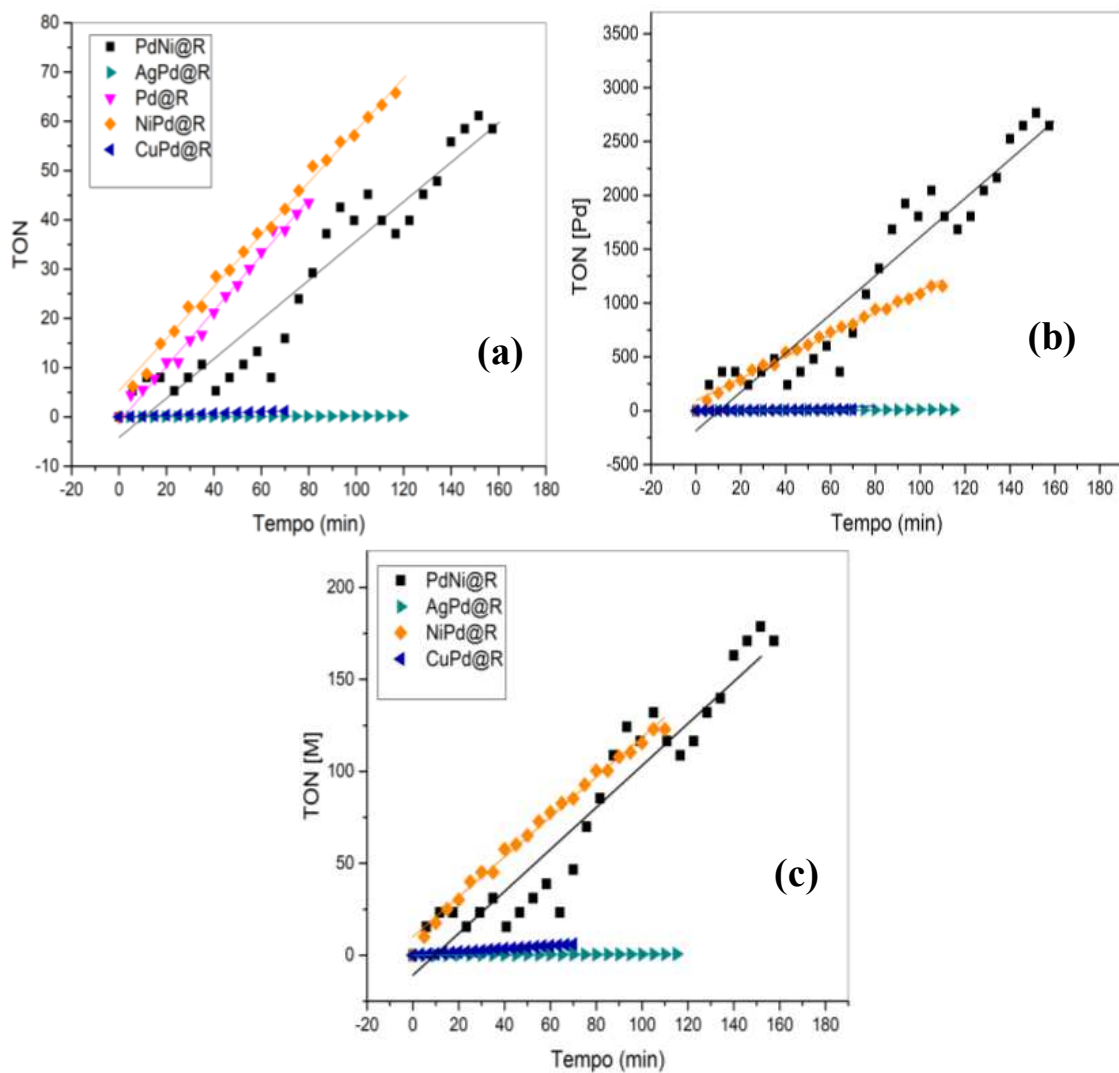 80
70
60
50
40
30
20
10
0
-10
TON
PdNi@R
AgPd@R
Pd@R
NiPd@R
CuPd@R
(a)
-20 0 20 40 60 80 100 120 140 160 180
Tempo (min)
3500
3000
2500
2000
1500
1000
500
0
-500
TON [Pd]
(b)
-20 0 20 40 60 80 100 120 140 160 180
Tempo (min)
200
150
100
50
0
TON [M]
PdNi@R
AgPd@R
NiPd@R
CuPd@R
(c)
-20 0 20 40 60 80 100 120 140 160 180
Tempo (min)